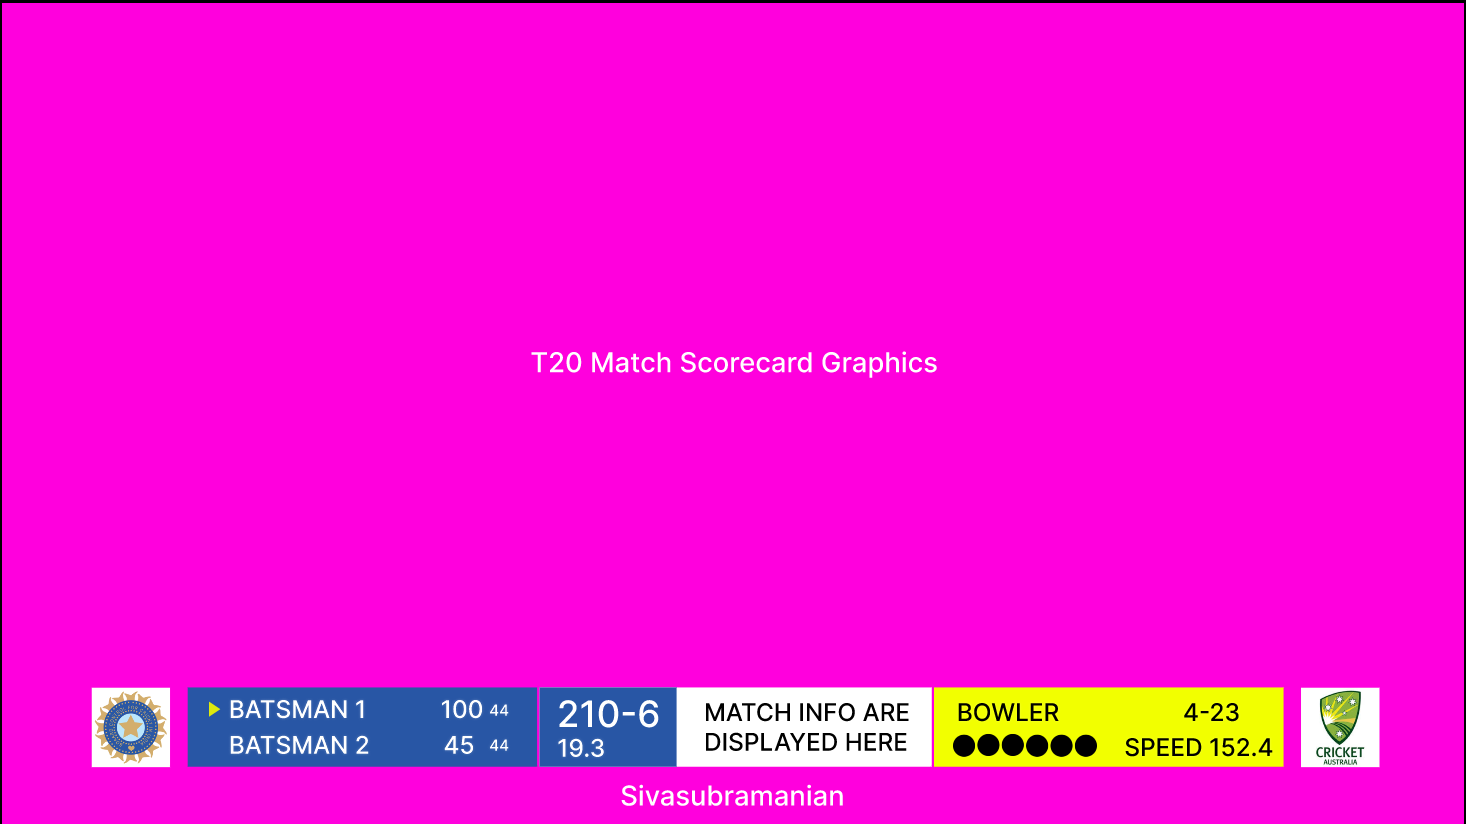 T20 Match Scorecard Graphics
BATSMAN 1 100 44
BATSMAN 2 45 44
210-6
19.3
MATCH INFO ARE
DISPLAYED HERE
BOWLER 4-23
SPEED 152.4
CRICKET
AUSTRALIA
Sivasubramanian